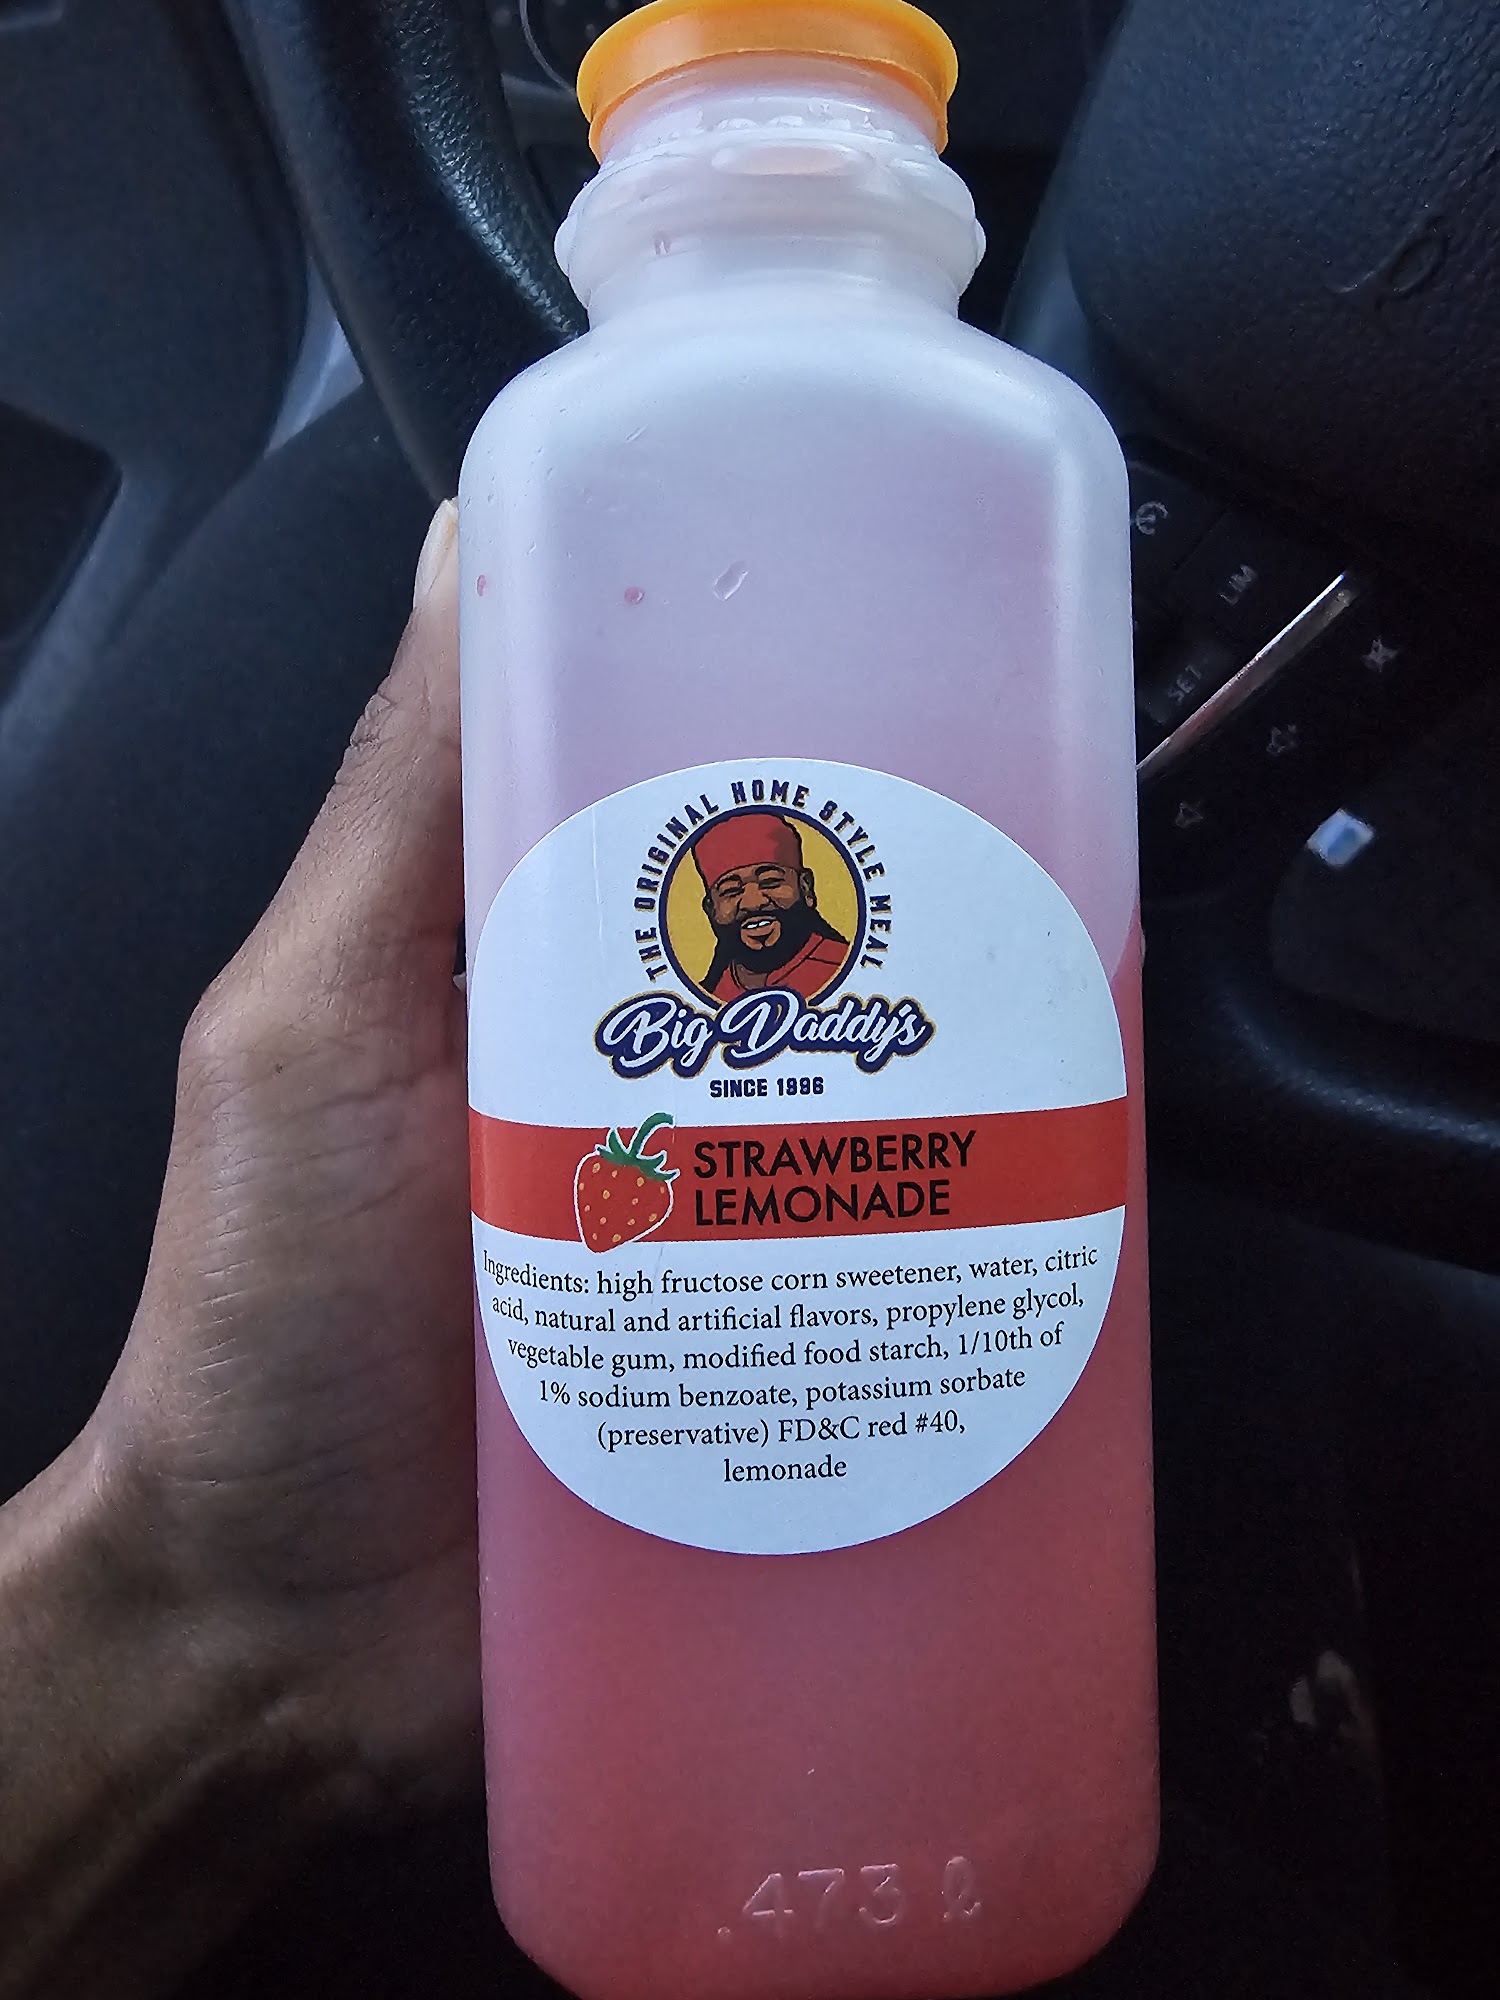 THE ORIGINAL HOME STYLE MEAL
Big Daddy's
SINCE 1996
STRAWBERRY
LEMONADE
Ingredients: high fructose corn sweetener, water, citric
acid, natural and artificial flavors, propylene glycol,
vegetable gum, modified food starch, 1/10th of
1% sodium benzoate, potassium sorbate
(preservative) FD&C red #40,
lemonade
.473 ℓ
LIM
SET